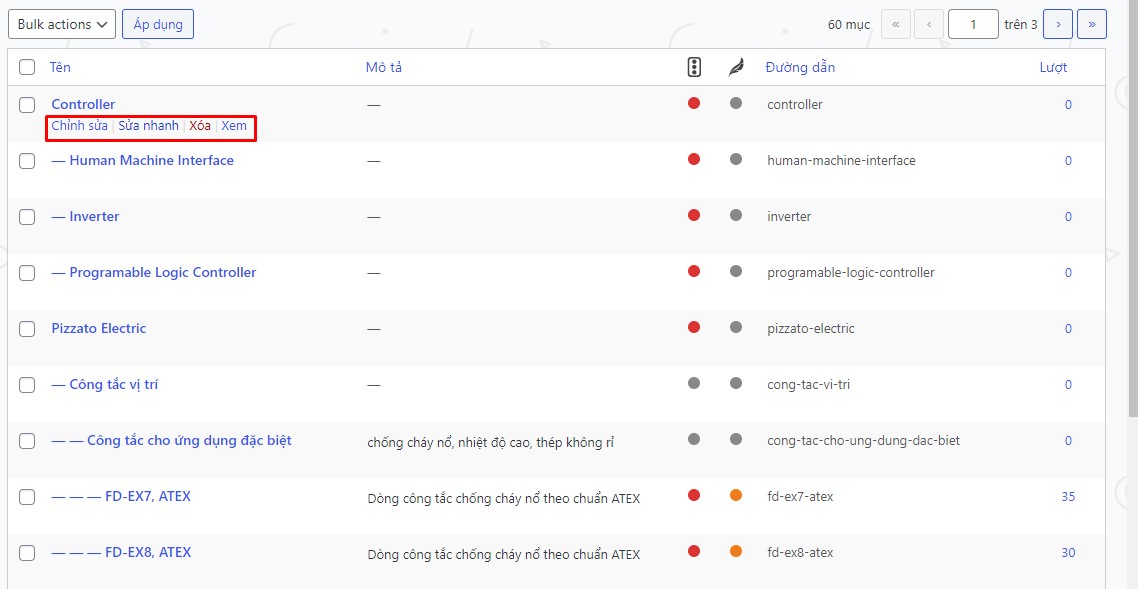 Bulk actions Áp dụng 60 mục « ‹ 1 trên 3 › »
Tên Mô tả Đường dẫn Lượt
Controller — controller 0
Chỉnh sửa | Sửa nhanh | Xóa | Xem
— Human Machine Interface — human-machine-interface 0
— Inverter — inverter 0
— Programable Logic Controller — programable-logic-controller 0
Pizzato Electric — pizzato-electric 0
— Công tắc vị trí — cong-tac-vi-tri 0
— — Công tắc cho ứng dụng đặc biệt chống cháy nổ, nhiệt độ cao, thép không rỉ cong-tac-cho-ung-dung-dac-biet 0
— — — FD-EX7, ATEX Dòng công tắc chống cháy nổ theo chuẩn ATEX fd-ex7-atex 35
— — — FD-EX8, ATEX Dòng công tắc chống cháy nổ theo chuẩn ATEX fd-ex8-atex 30